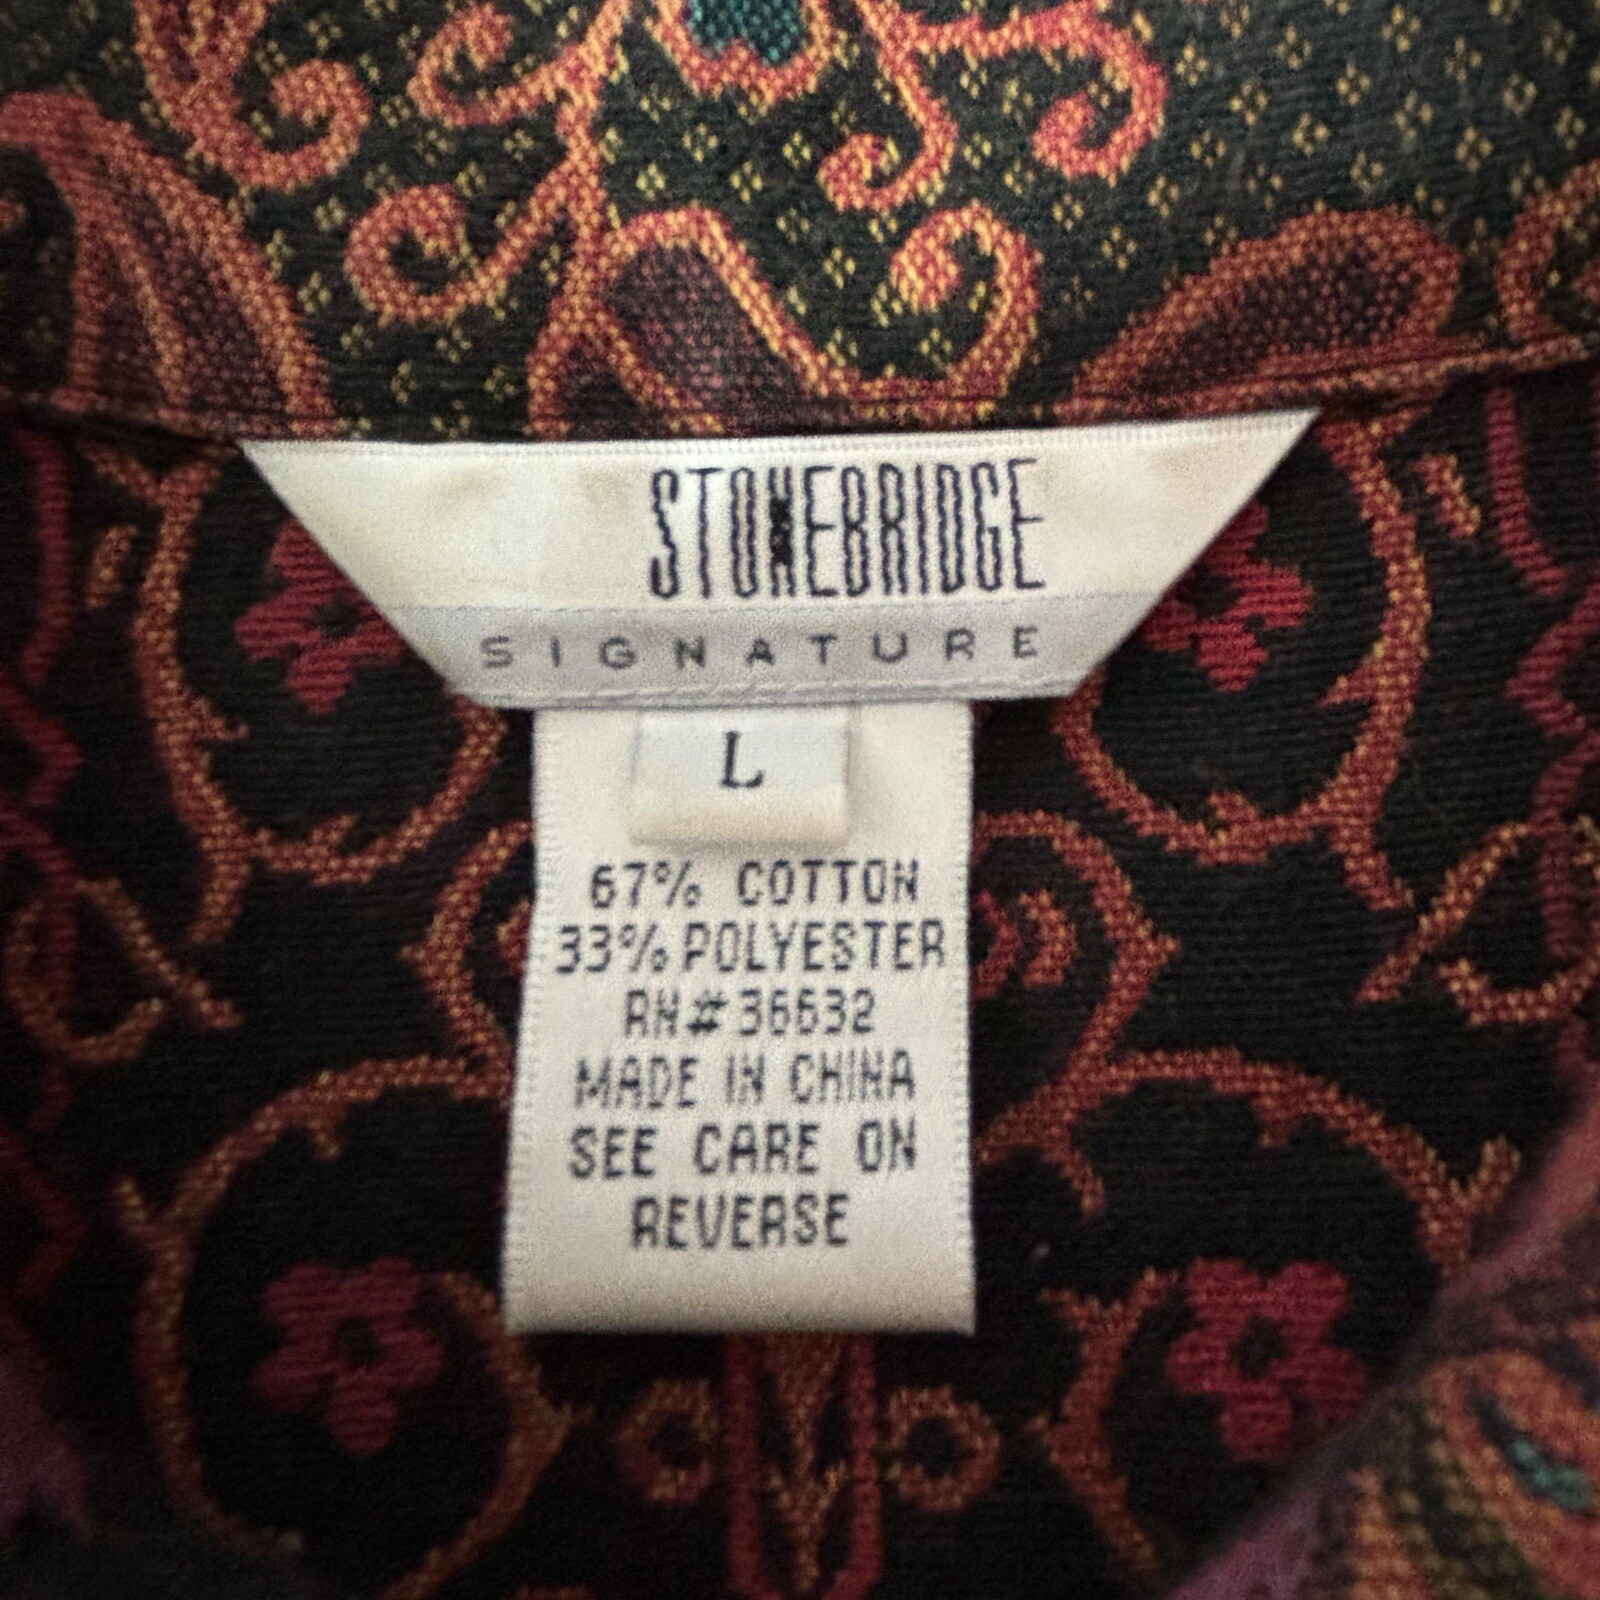 STONEBRIDGE
SIGNATURE
L
67% COTTON
33% POLYESTER
RN# 36632
MADE IN CHINA
SEE CARE ON
REVERSE